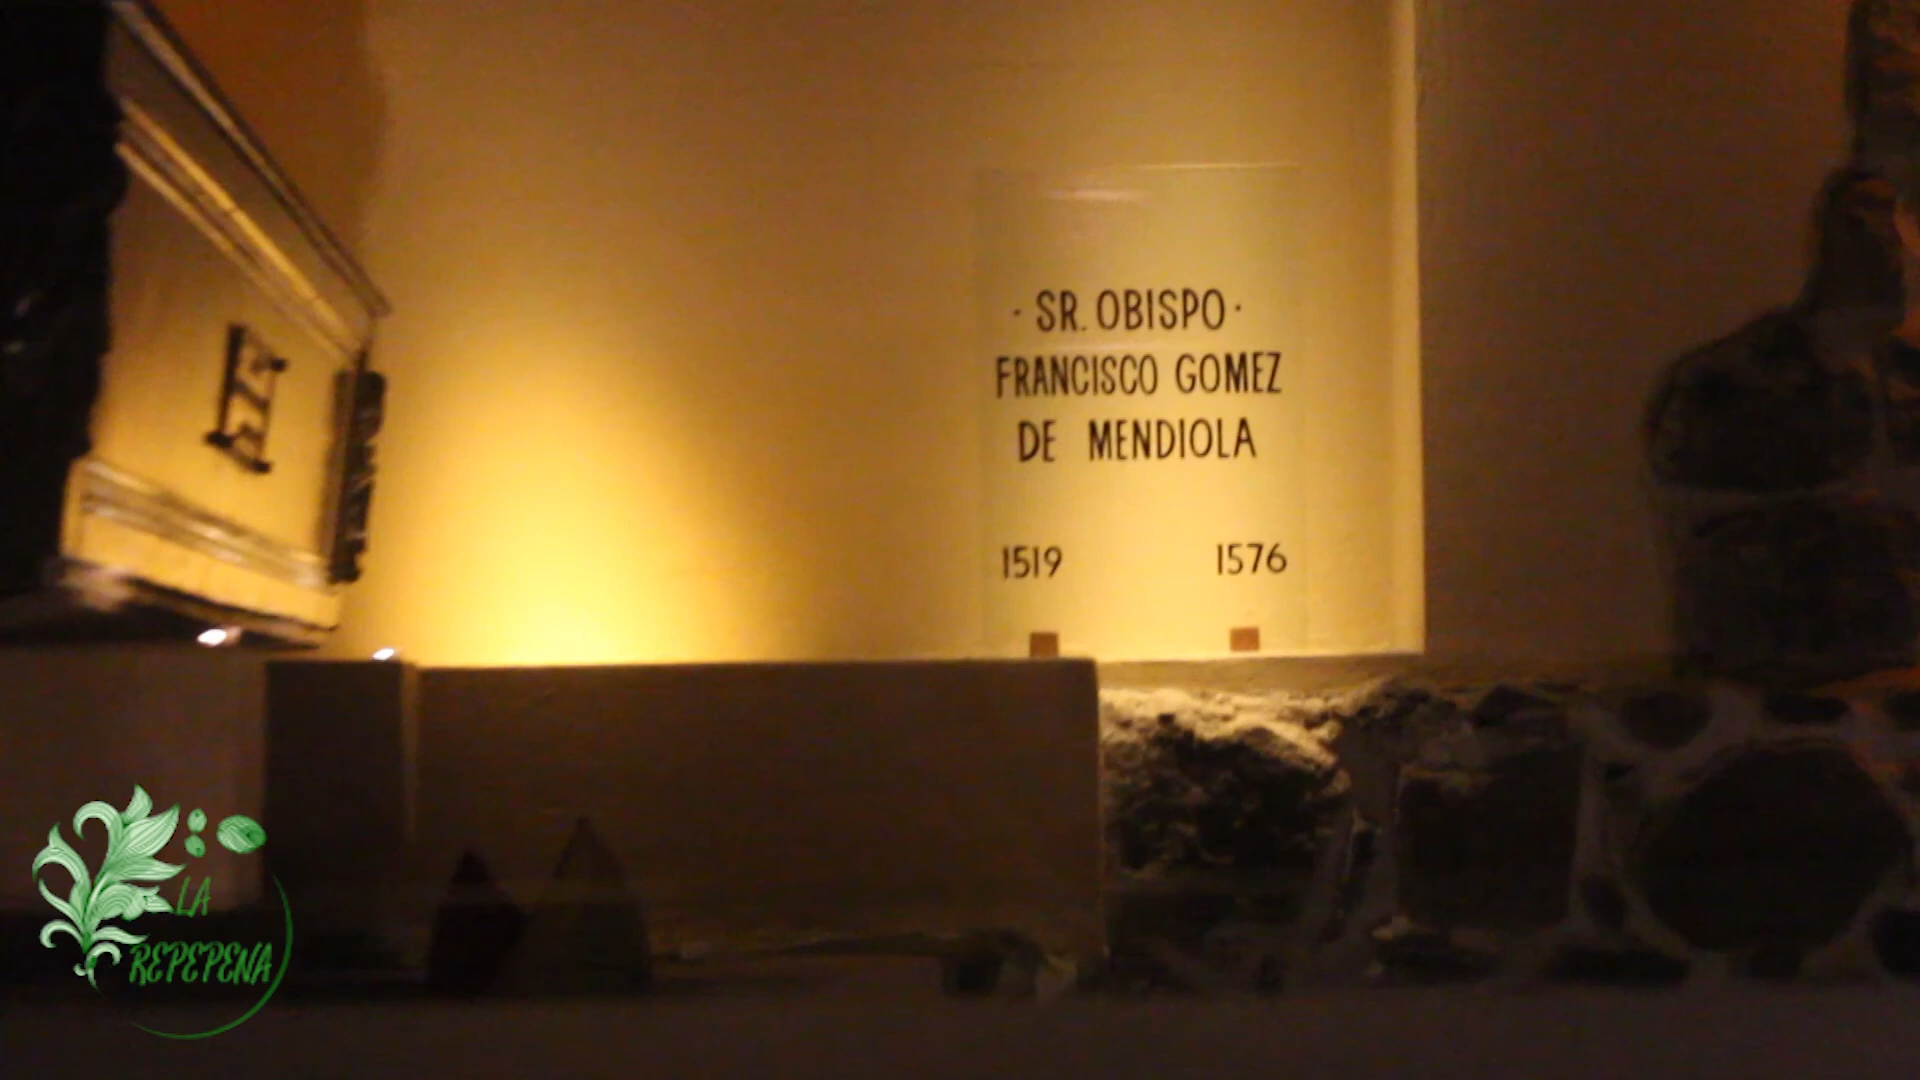 · SR. OBISPO ·
FRANCISCO GOMEZ
DE MENDIOLA
1519 1576
LA
REPEPENA